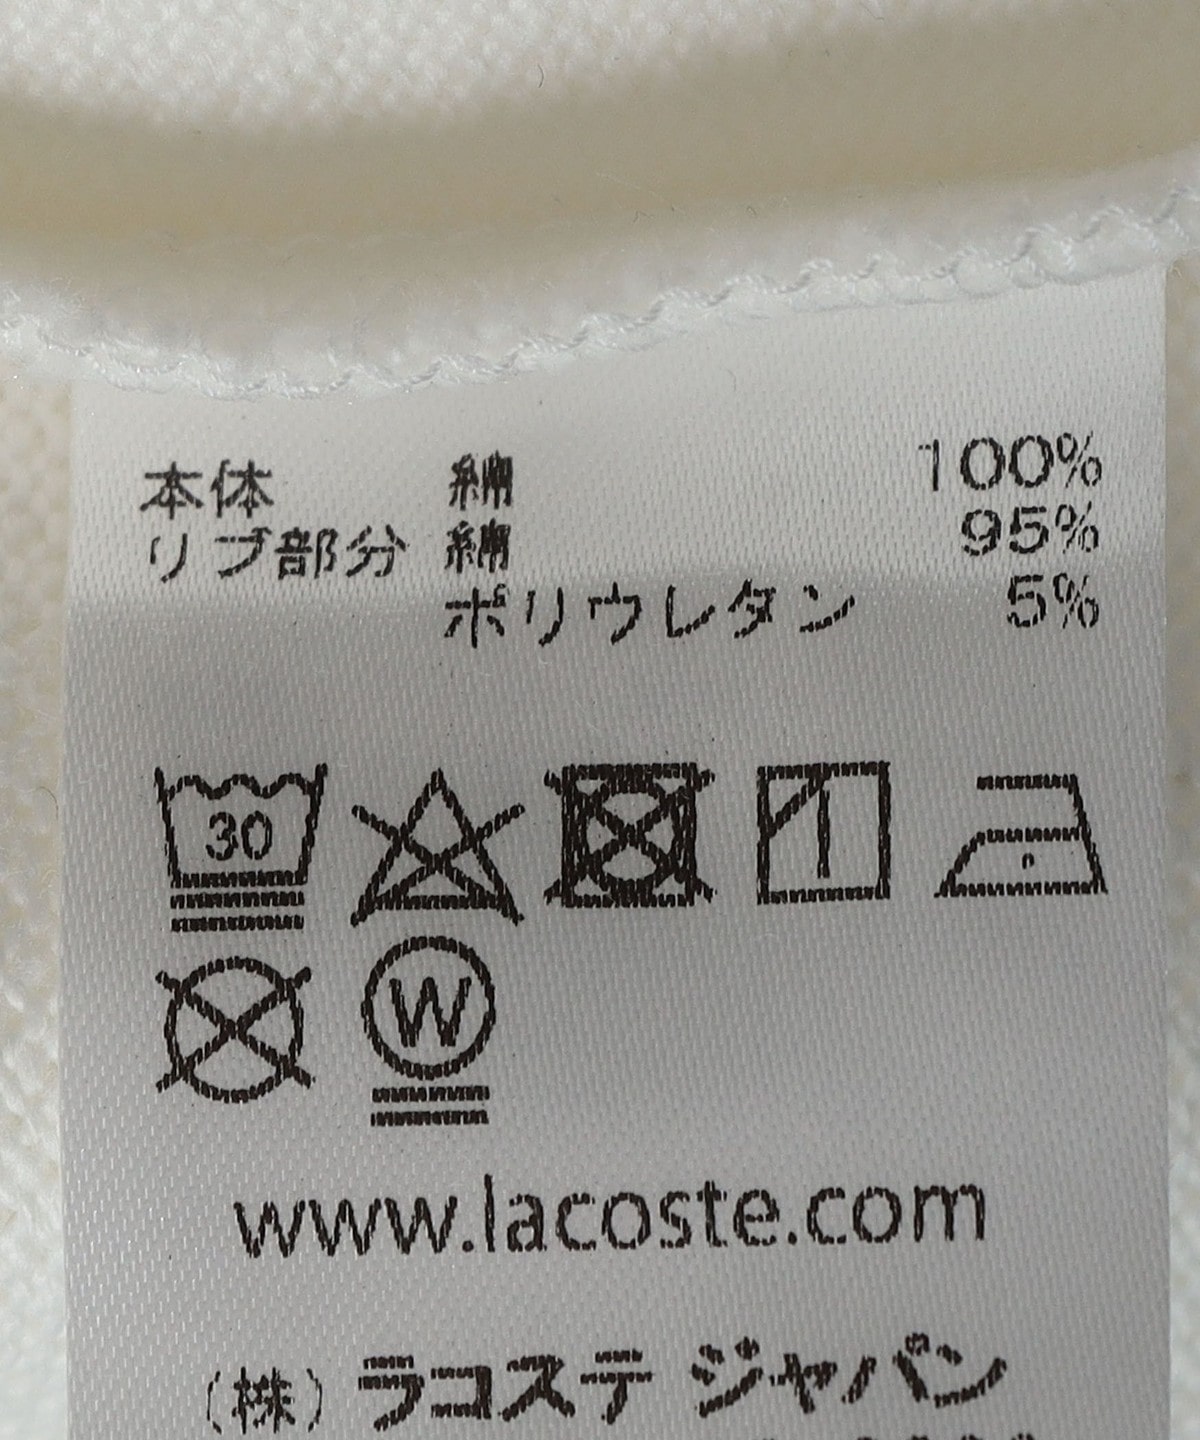 本体 綿 100%
リブ部分 綿 95%
ポリウレタン 5%
30
W
www.lacoste.com
(株) ラコステ ジャパン